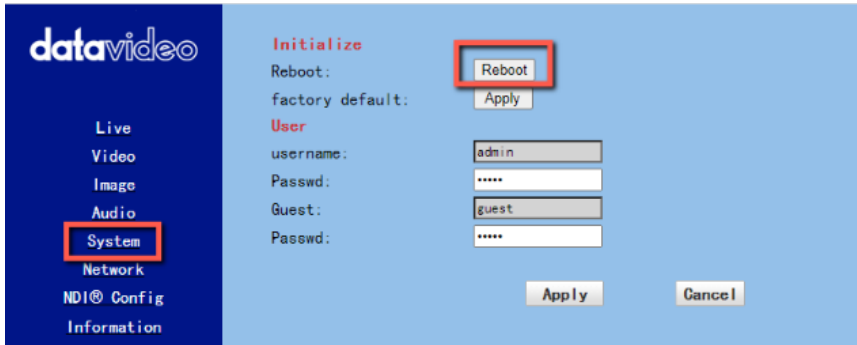 datavideo
Live
Video
Image
Audio
System
Network
NDI® Config
Information
Initialize
Reboot: Reboot
factory default: Apply
User
username: admin
Passwd: •••••
Guest: guest
Passwd: •••••
Apply Cancel